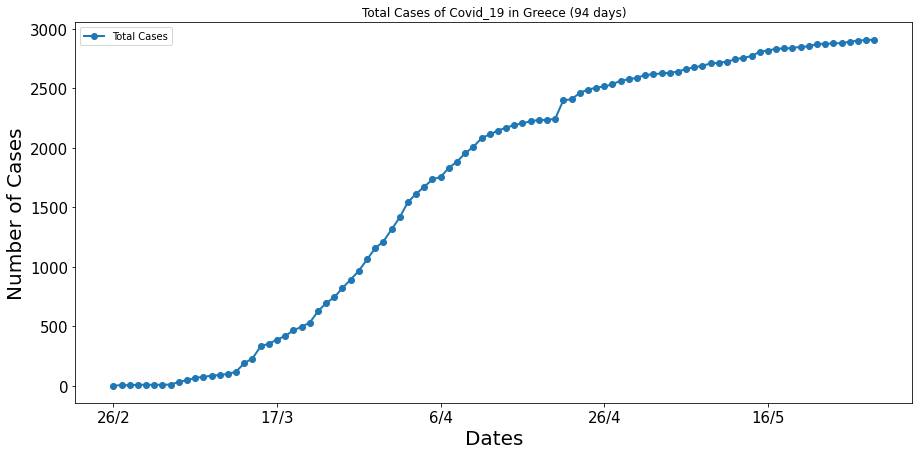 Total Cases of Covid_19 in Greece (94 days)
Total Cases
Number of Cases
3000
2500
2000
1500
1000
500
0
26/2 17/3 6/4 26/4 16/5
Dates